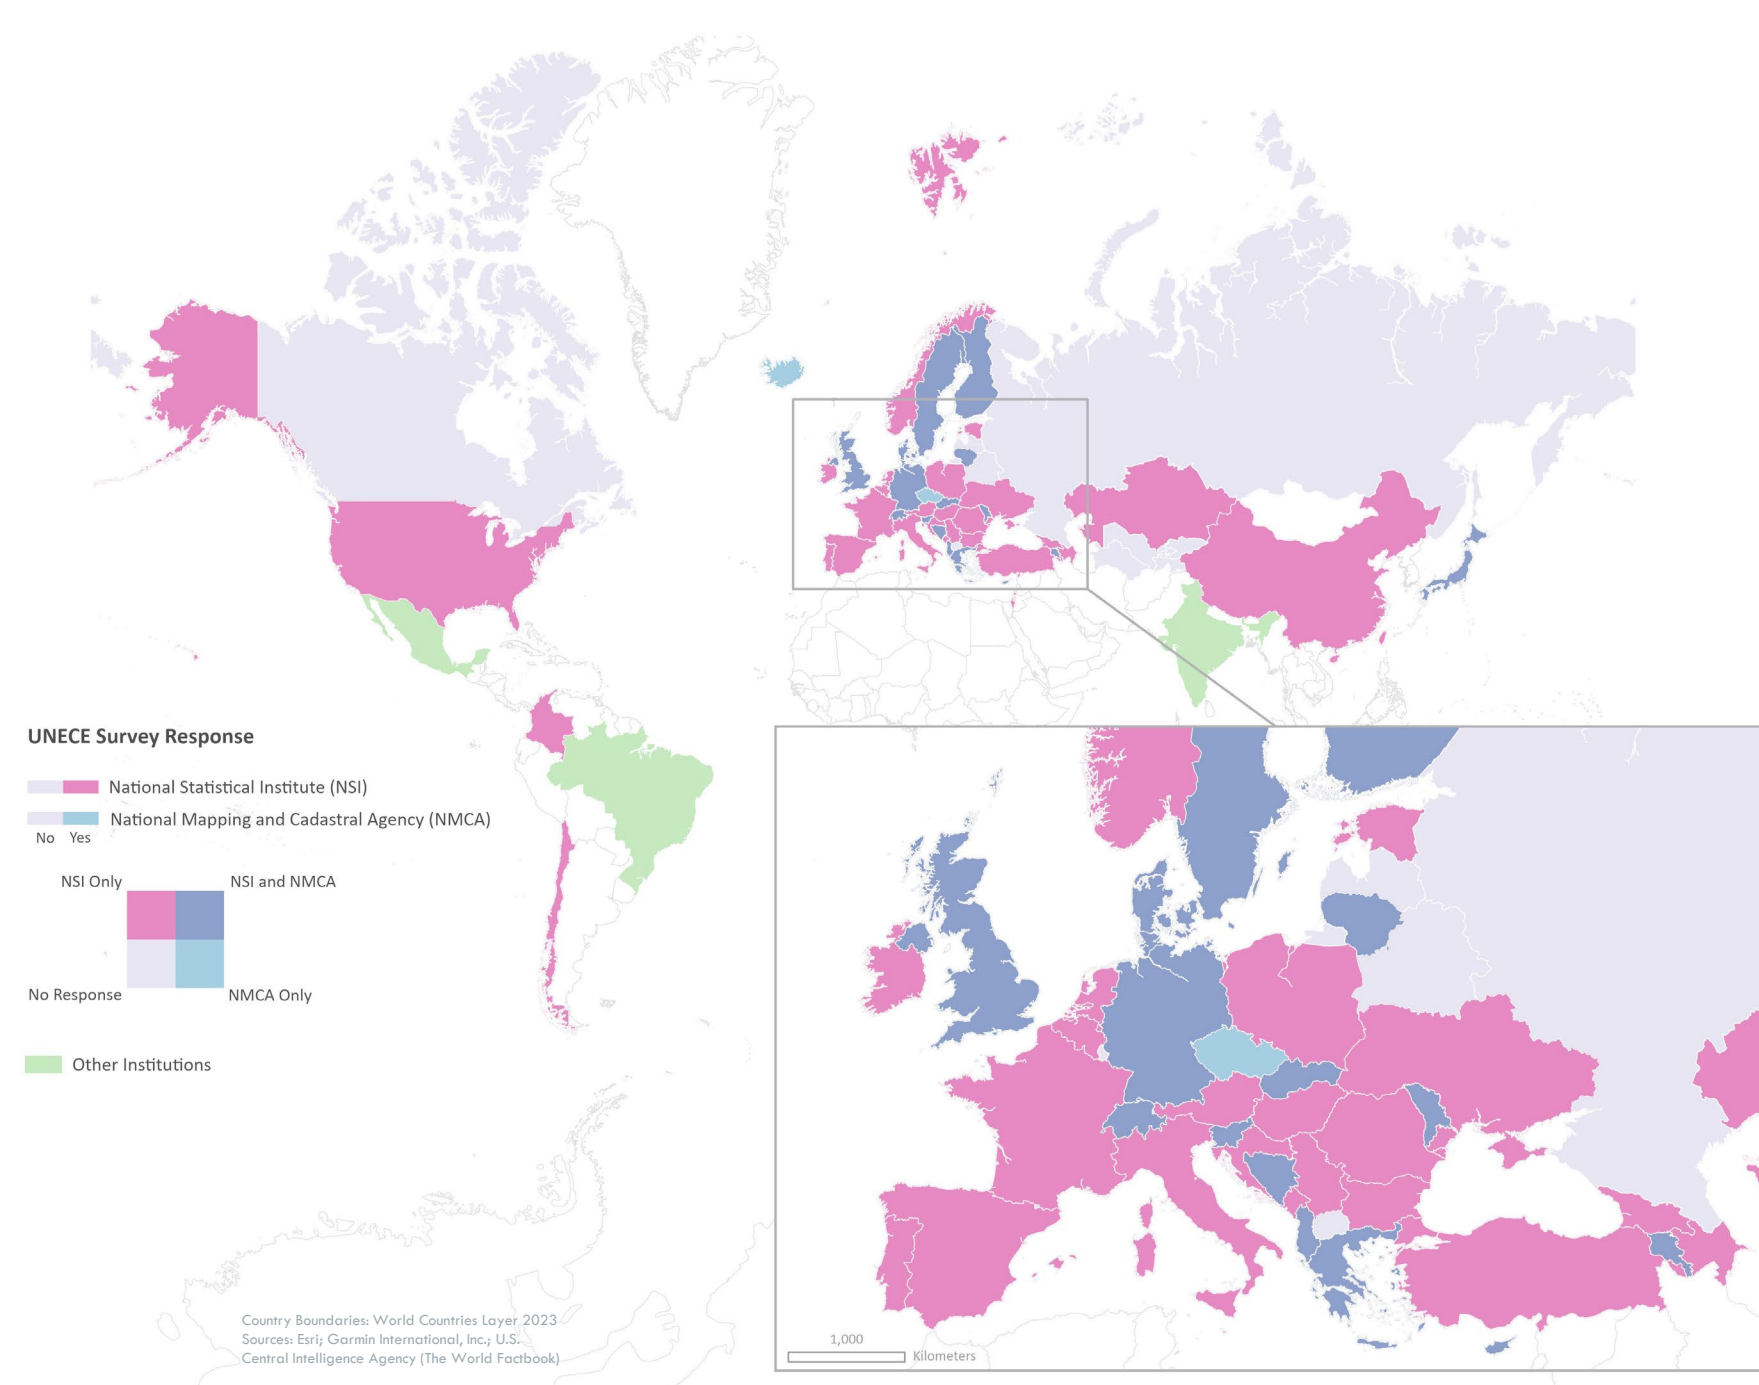 UNECE Survey Response
National Statistical Institute (NSI)
National Mapping and Cadastral Agency (NMCA)
No Yes
NSI Only
NSI and NMCA
No Response
NMCA Only
Other Institutions
Country Boundaries: World Countries Layer 2023
Sources: Esri; Garmin International, Inc.; U.S.
Central Intelligence Agency (The World Factbook)
1,000
Kilometers